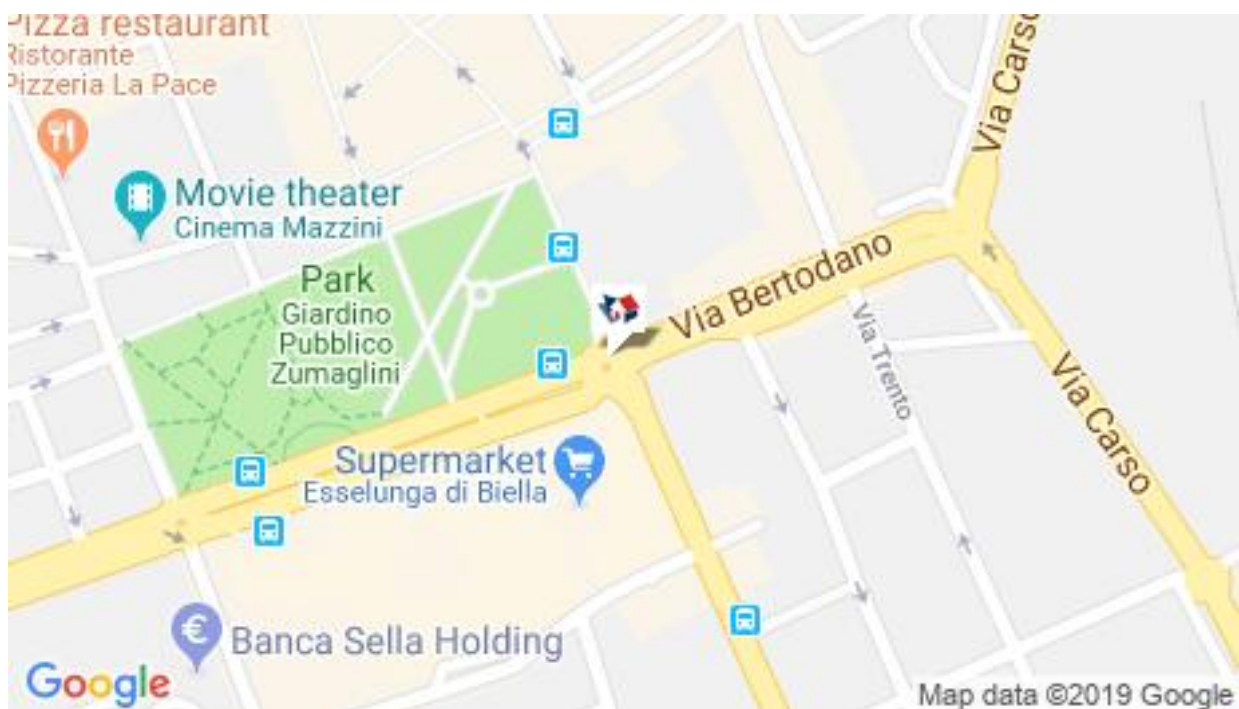 Pizza restaurant
Ristorante
Pizzeria La Pace
Movie theater
Cinema Mazzini
Park
Giardino
Pubblico
Zumaglini
Via Carso
Via Bertodano
Via Trento
Via Carso
Supermarket
Esselunga di Biella
Banca Sella Holding
Google
Map data ©2019 Google